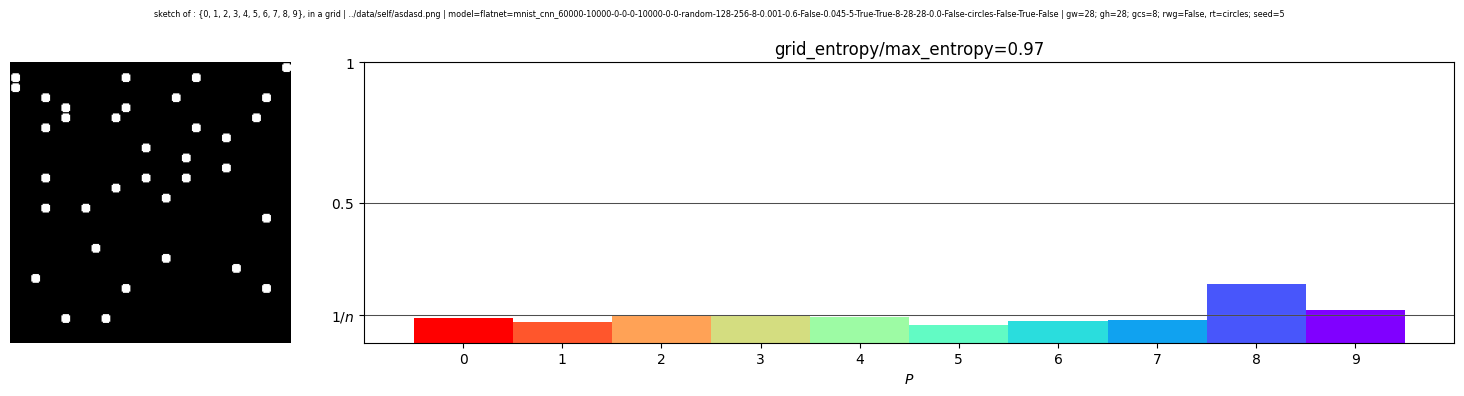 sketch of : {0, 1, 2, 3, 4, 5, 6, 7, 8, 9}, in a grid | ../data/self/asdasd.png | model=flatnet=mnist_cnn_60000-10000-0-0-0-10000-0-0-random-128-256-8-0.001-0.6-False-0.045-5-True-True-8-28-28-0.0-False-circles-False-True-False | gw=28; gh=28; gcs=8; rwg=False, rt=circles; seed=5
grid_entropy/max_entropy=0.97
1
0.5
1/n
0 1 2 3 4 5 6 7 8 9
P